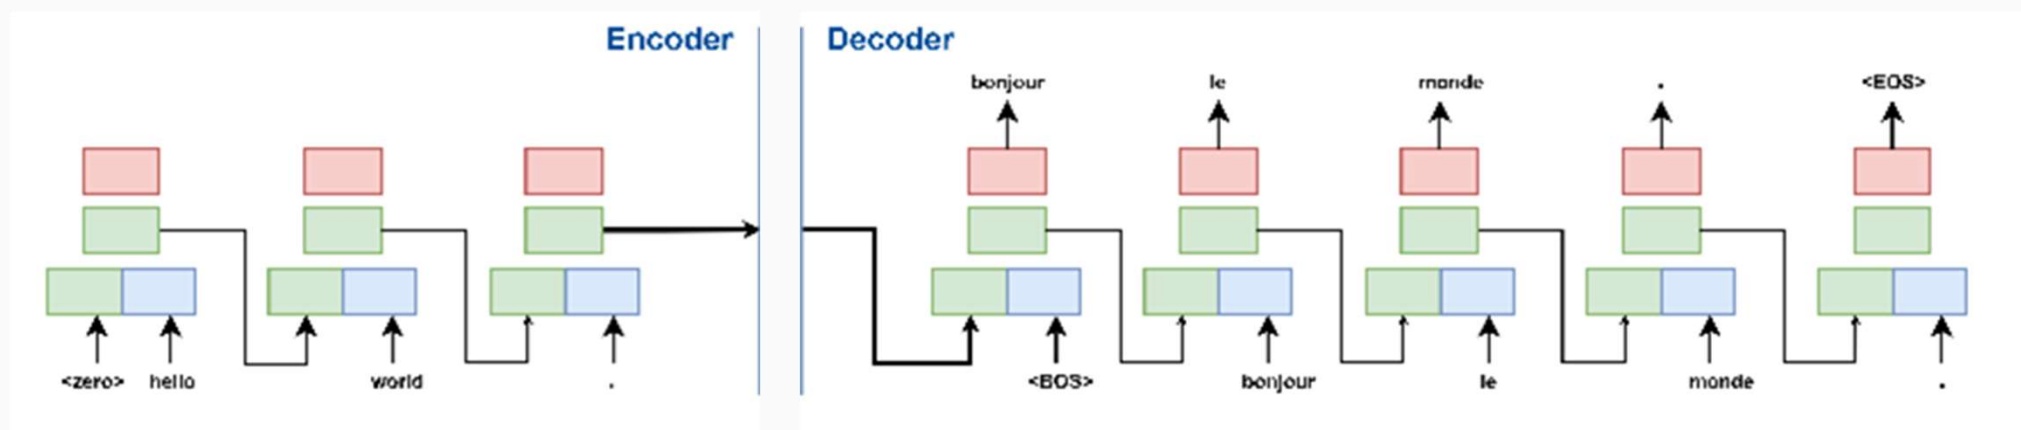 Encoder
Decoder
bonjour le monde . <EOS>
<zero> hello world . <BOS> bonjour le monde .